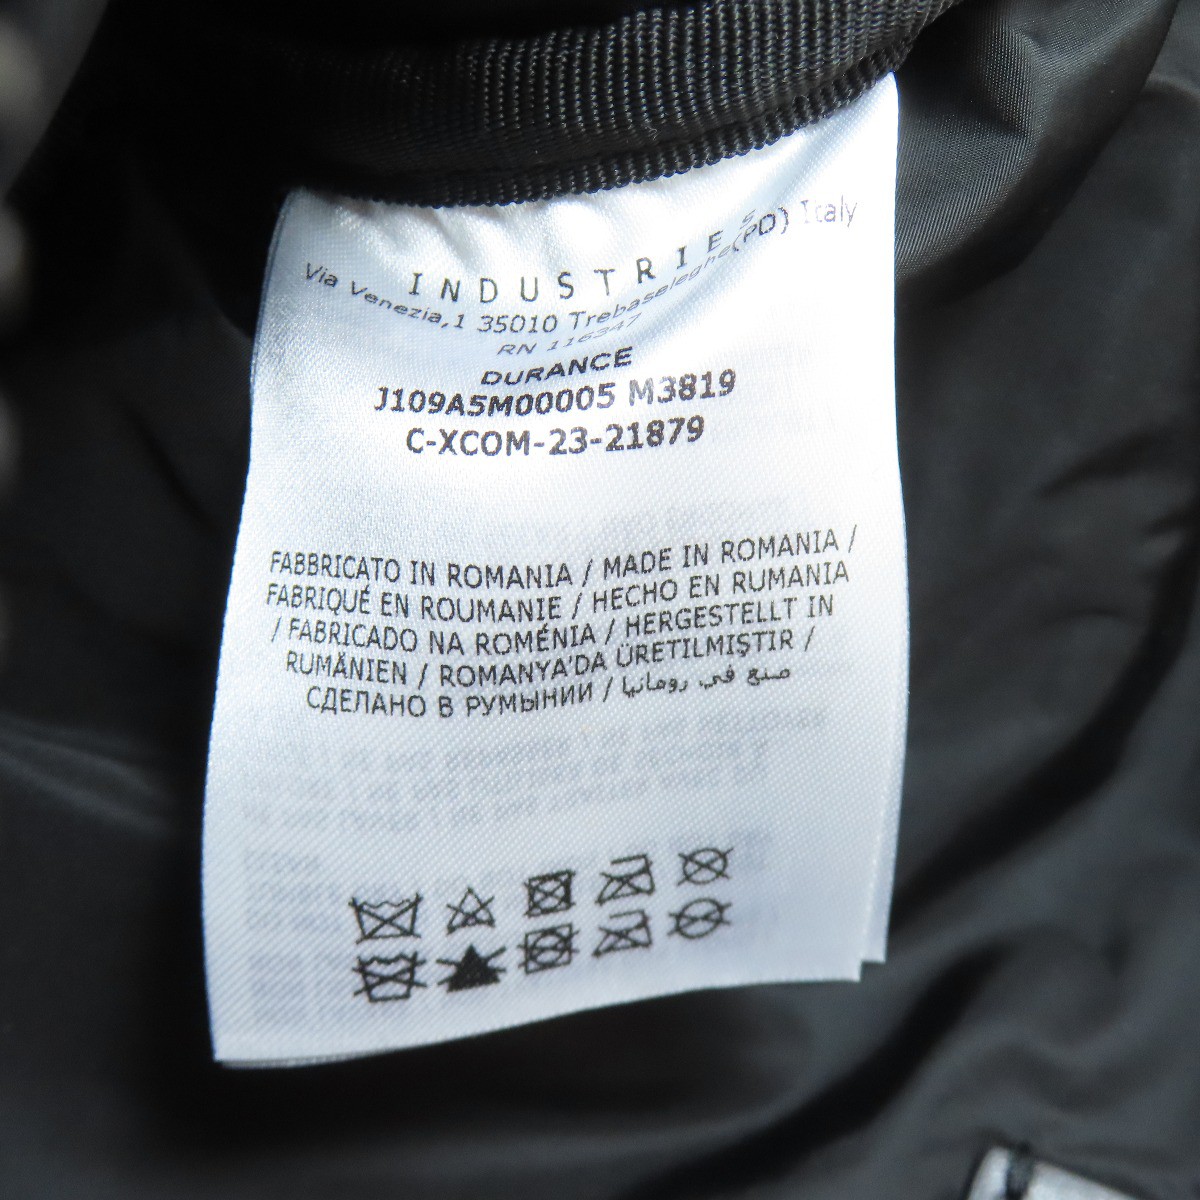 INDUSTRIES
Via Venezia,1 35010 Trebaseleghe(PD) Italy
RN 116347
DURANCE
J109A5M00005 M3819
C-XCOM-23-21879
FABBRICATO IN ROMANIA / MADE IN ROMANIA /
FABRIQUÉ EN ROUMANIE / HECHO EN RUMANIA
/ FABRICADO NA ROMÉNIA / HERGESTELLT IN
RUMÄNIEN / ROMANYA'DA ÜRETILMIŞTIR /
СДЕЛАНО В РУМЫНИИ / صنع في رومانيا